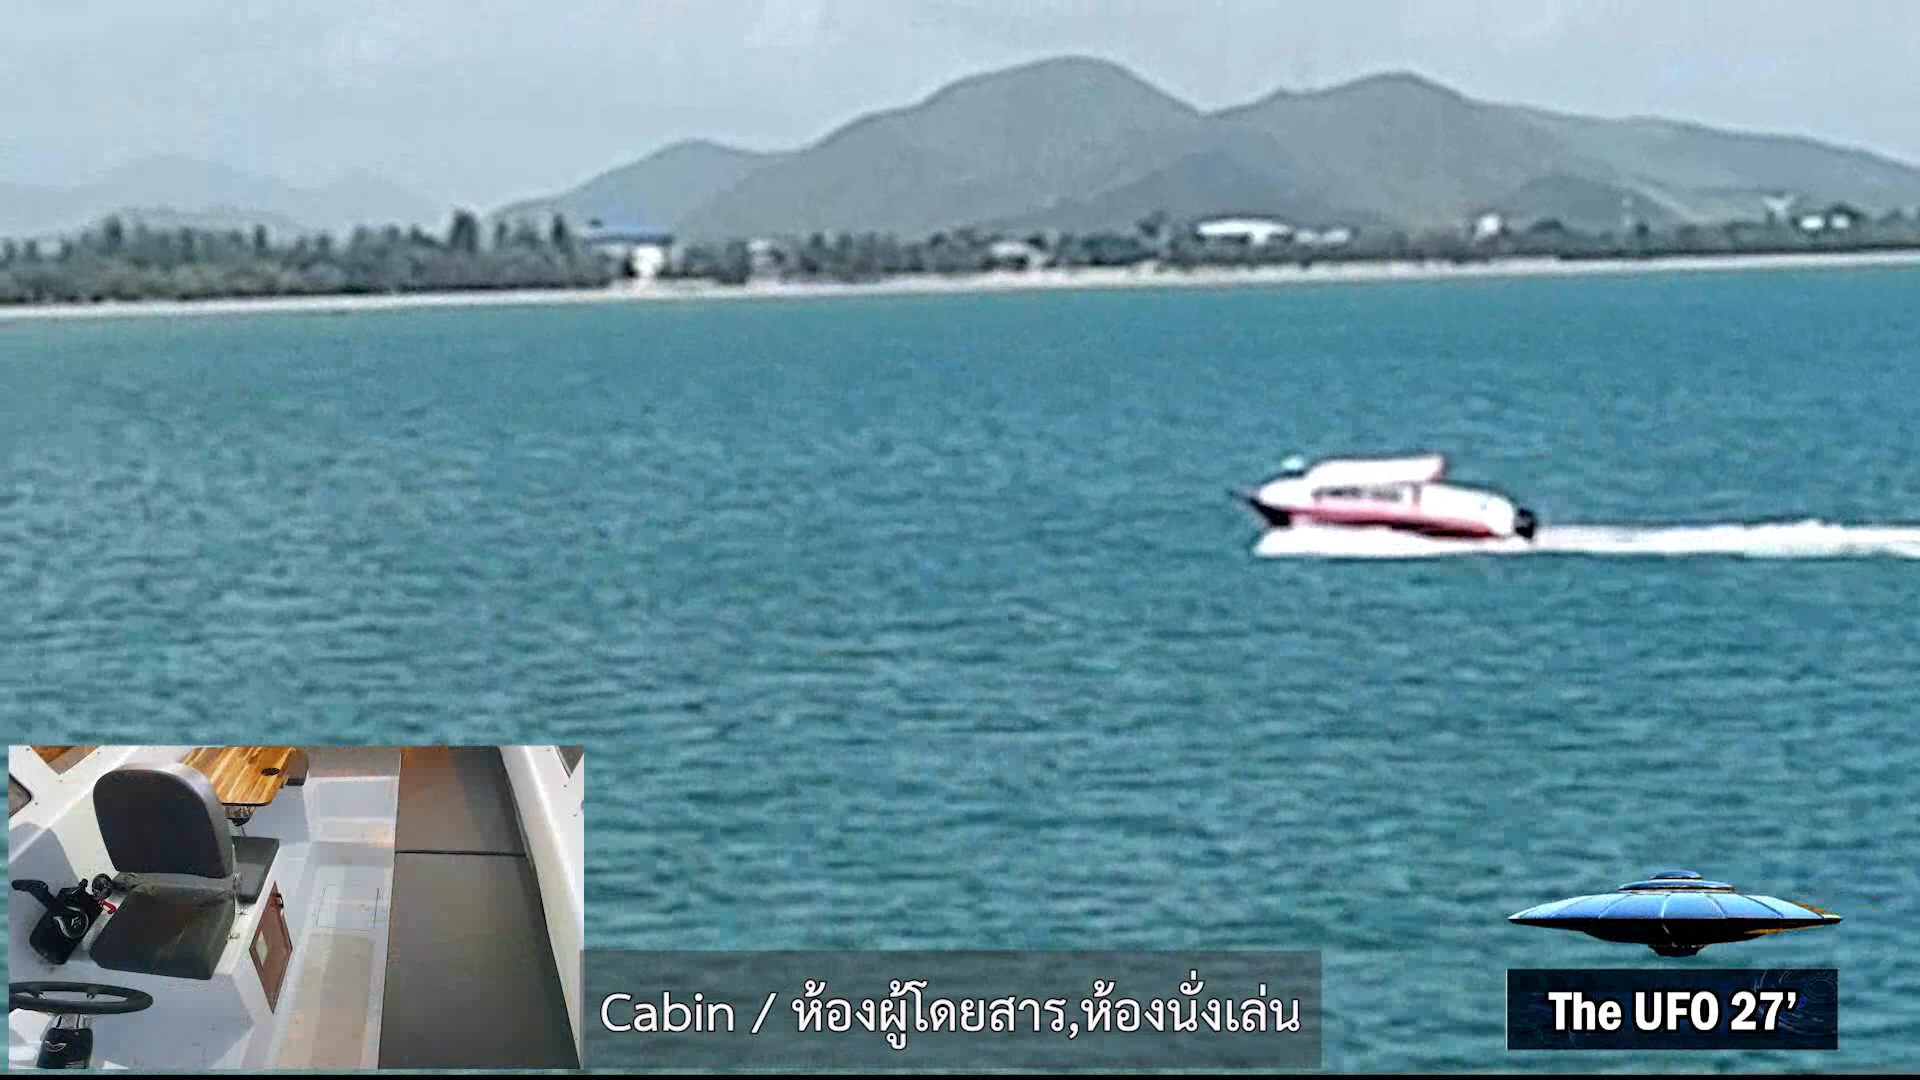 Cabin / ห้องผู้โดยสาร,ห้องนั่งเล่น
The UFO 27’